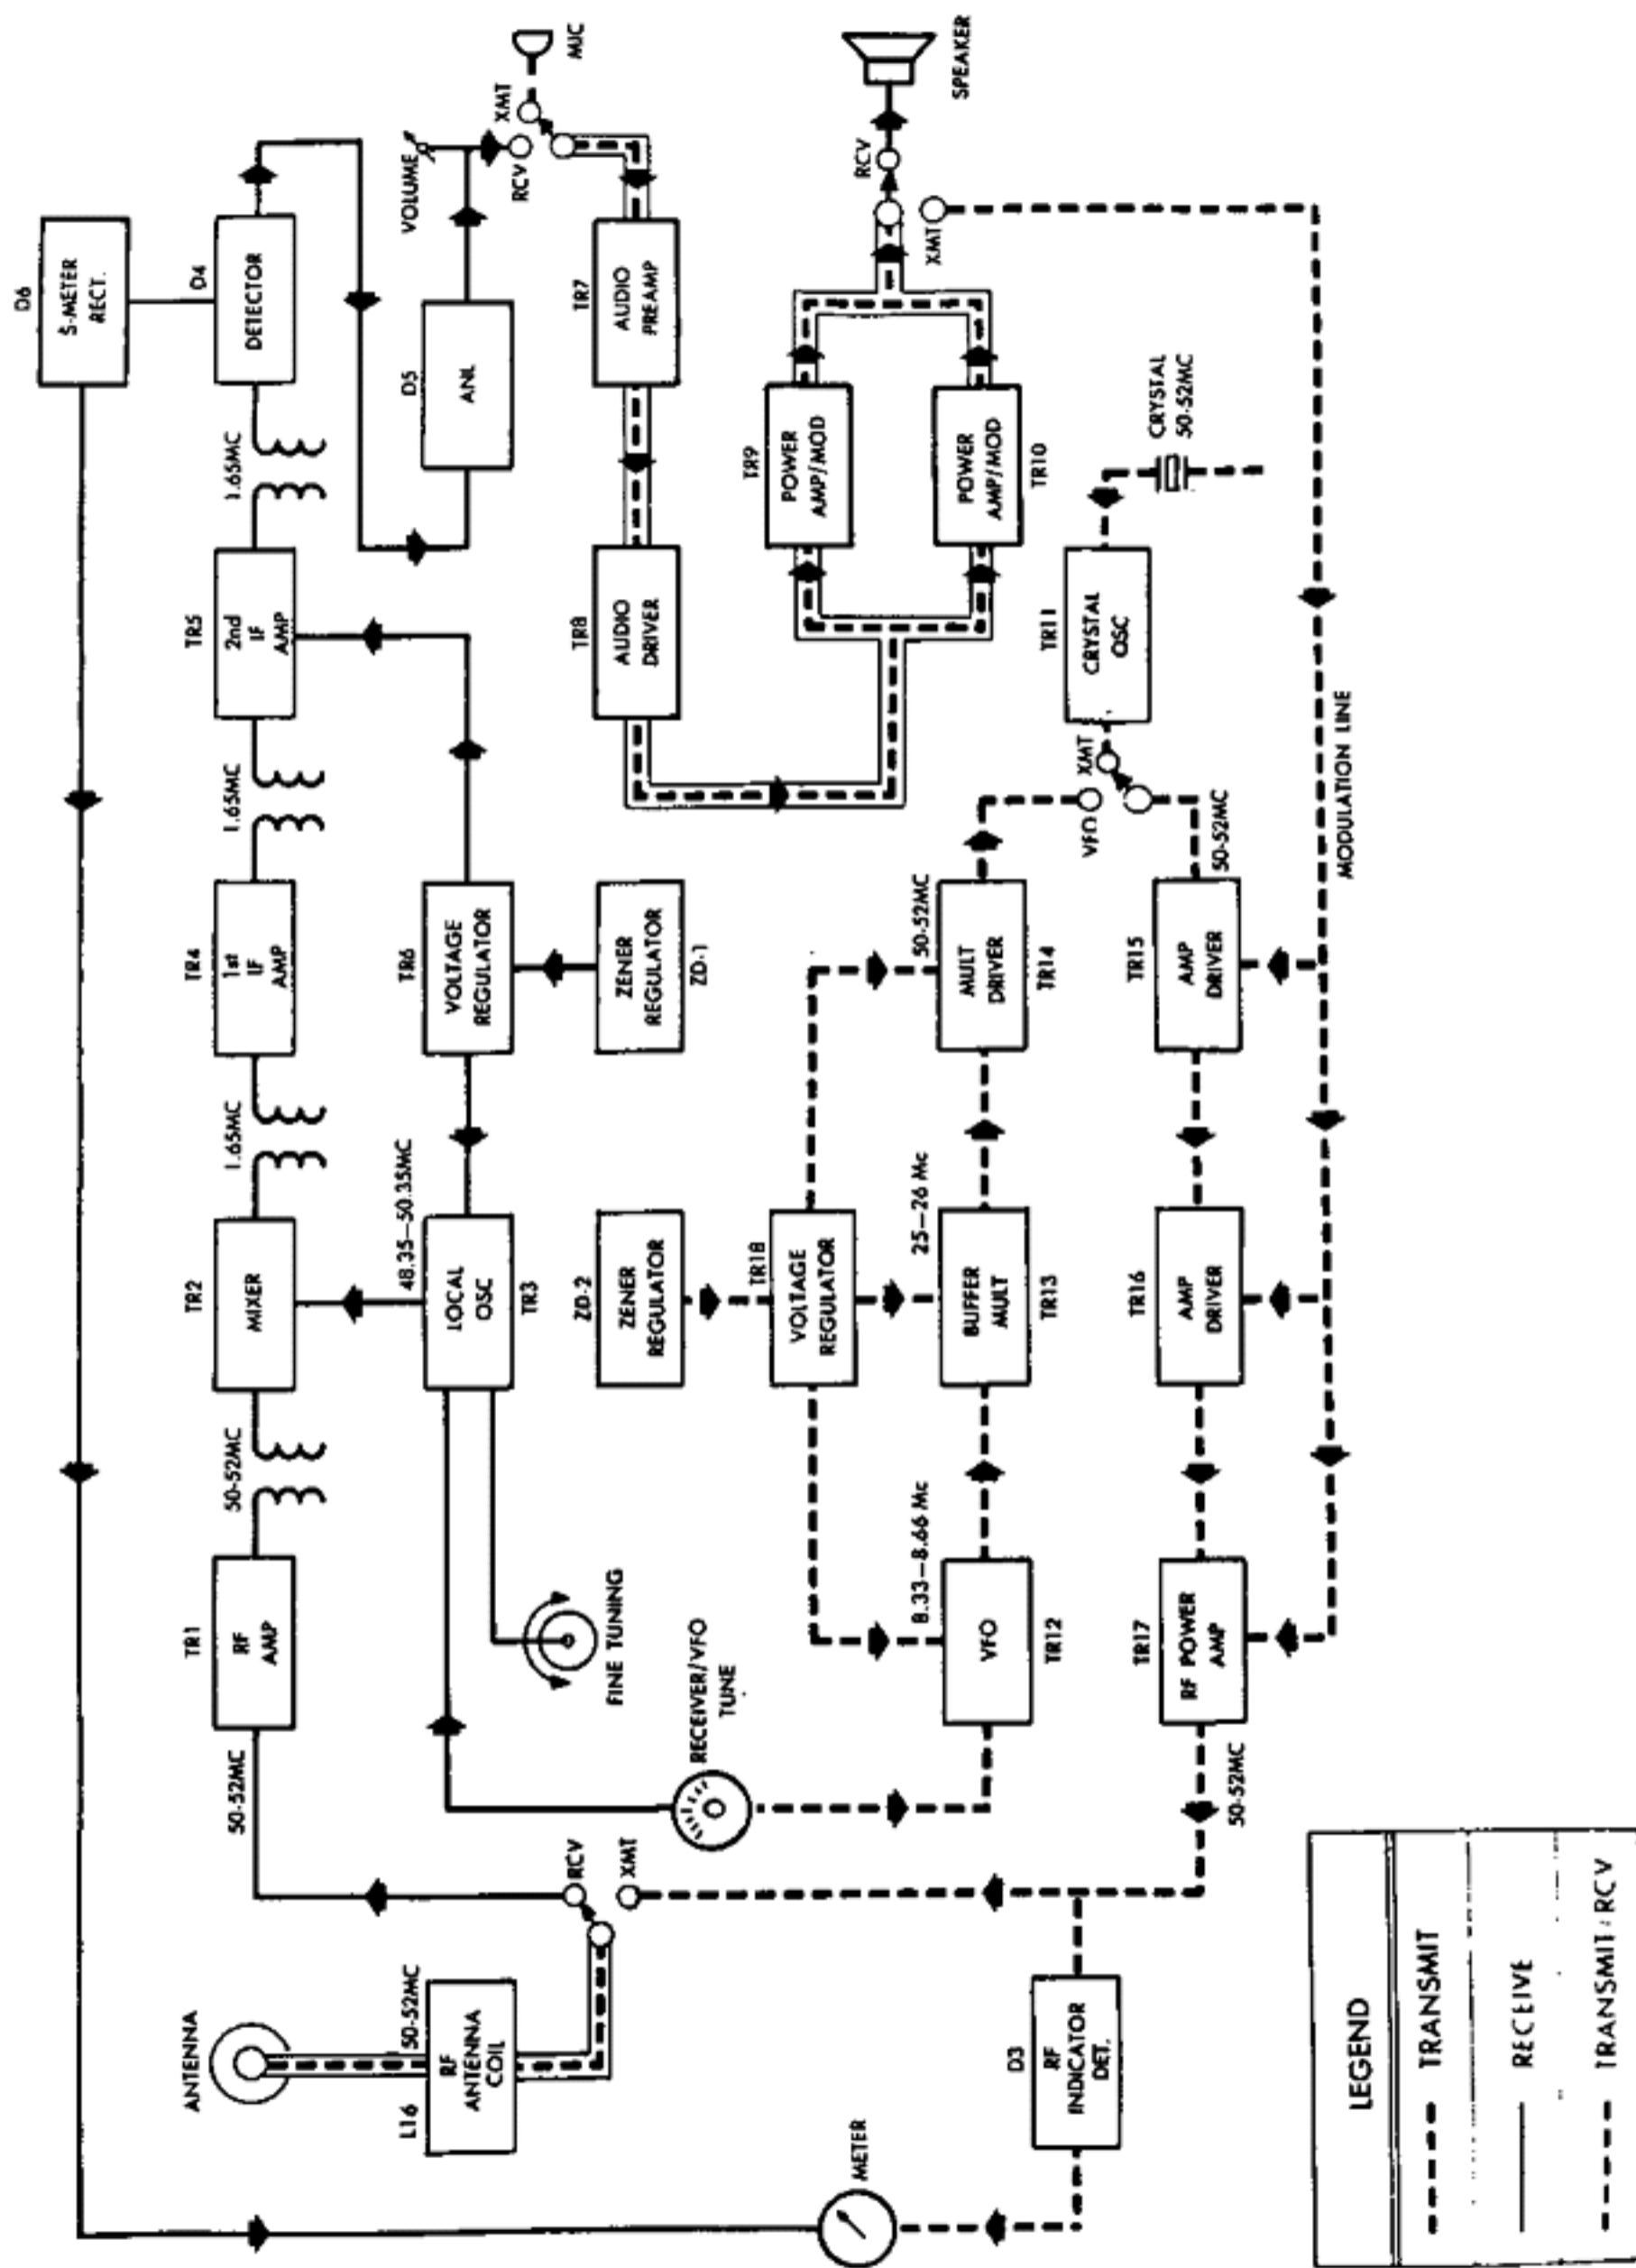 ANTENNA
L16
RF
ANTENNA
COIL
50-52MC
RCV
XMT
50-52MC
TR1
RF
AMP
50-52MC
TR2
MIXER
1.65MC
TR4
1st
IF
AMP
1.65MC
TR5
2nd
IF
AMP
1.65MC
D4
DETECTOR
D6
S-METER
RECT.
FINE TUNING
RECEIVER/VFO
TUNE
LOCAL
OSC
TR3
48.35—50.35MC
TR6
VOLTAGE
REGULATOR
ZENER
REGULATOR
ZD-1
D5
ANL
VOLUME
RCV
XMT
MIC
TR7
AUDIO
PREAMP
TR8
AUDIO
DRIVER
TR9
POWER
AMP/MOD
POWER
AMP/MOD
TR10
RCV
XMT
SPEAKER
ZD-2
ZENER
REGULATOR
TR18
VOLTAGE
REGULATOR
8.33—8.66 Mc
VFO
TR12
25—26 Mc
BUFFER
MULT
TR13
50-52MC
MULT
DRIVER
TR14
VFO
XMT
TR11
CRYSTAL
OSC
CRYSTAL
50-52MC
METER
D3
RF
INDICATOR
DET.
50-52MC
TR17
RF POWER
AMP
TR16
AMP
DRIVER
TR15
AMP
DRIVER
50-52MC
MODULATION LINE
LEGEND
TRANSMIT
RECEIVE
TRANSMIT/RCV